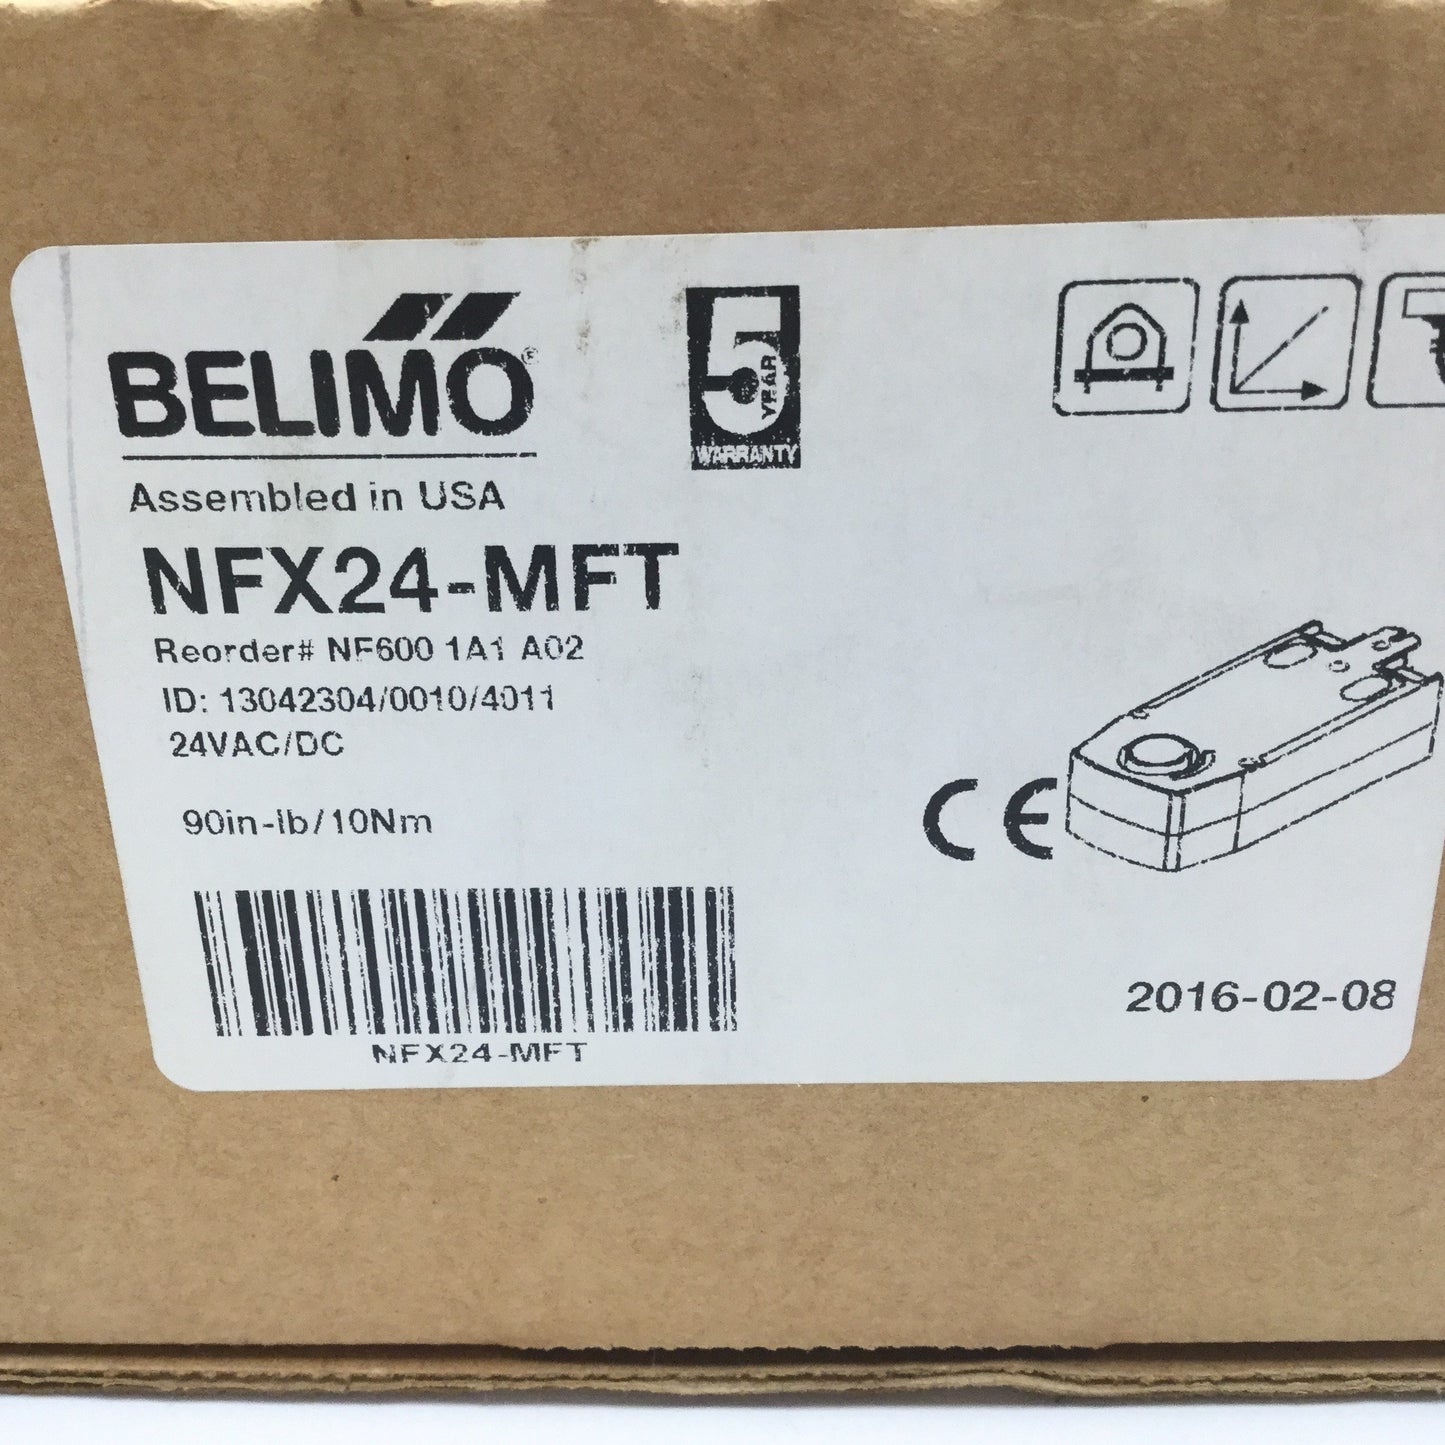 BELIMO®
Assembled in USA
5
YEAR
WARRANTY
NFX24-MFT
Reorder# NF600 1A1 A02
ID: 13042304/0010/4011
24VAC/DC
90in-lb/10Nm
CE
NFX24-MFT
2016-02-08